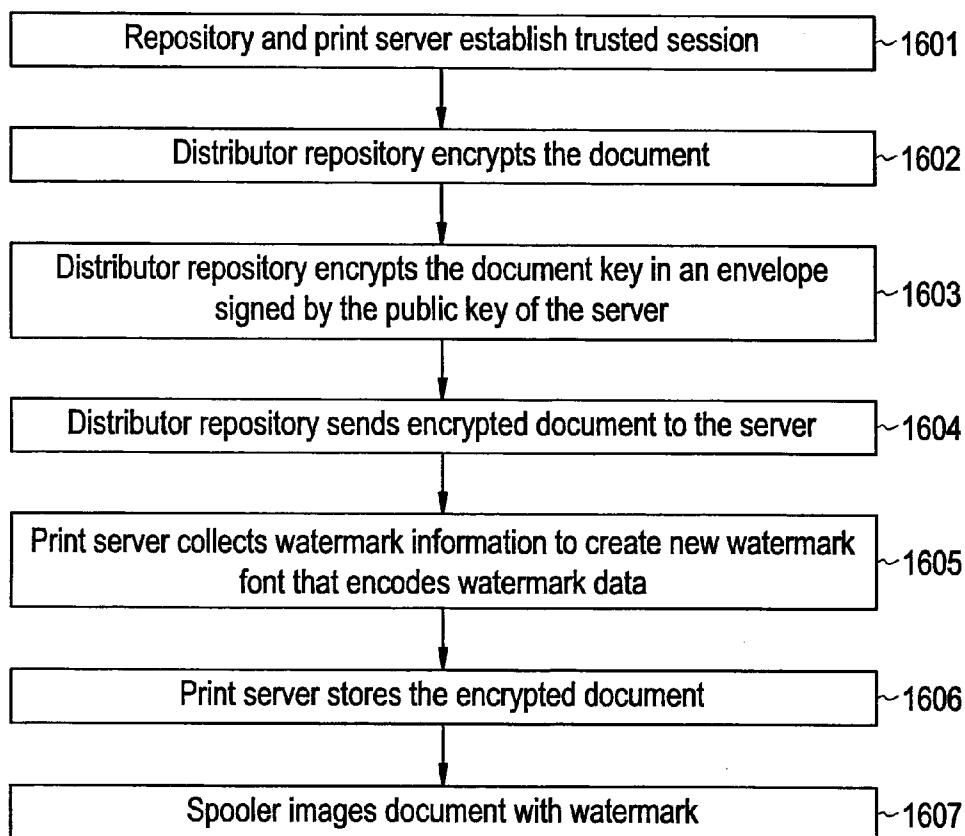 Repository and print server establish trusted session
1601
Distributor repository encrypts the document
1602
Distributor repository encrypts the document key in an envelope
signed by the public key of the server
1603
Distributor repository sends encrypted document to the server
1604
Print server collects watermark information to create new watermark
font that encodes watermark data
1605
Print server stores the encrypted document
1606
Spooler images document with watermark
1607